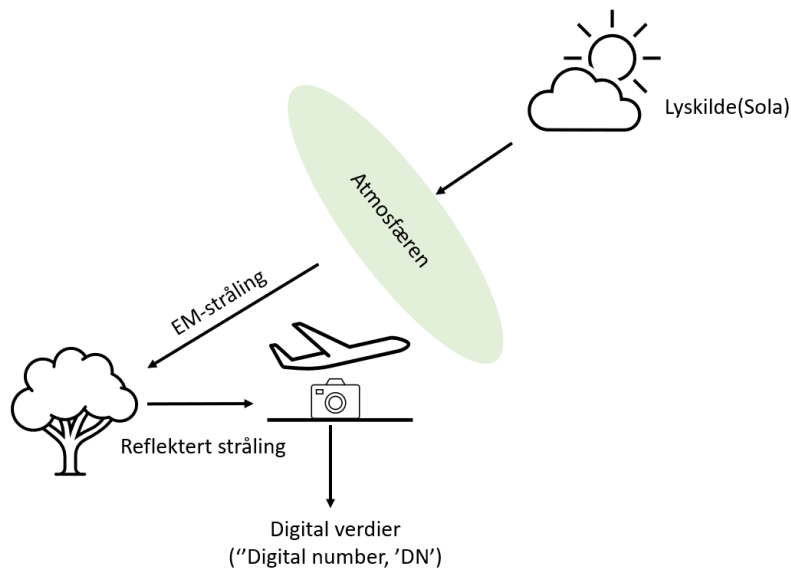 Lyskilde(Sola)
Atmosfæren
EM-stråling
Reflektert stråling
Digital verdier
(‘’Digital number, ’DN’)